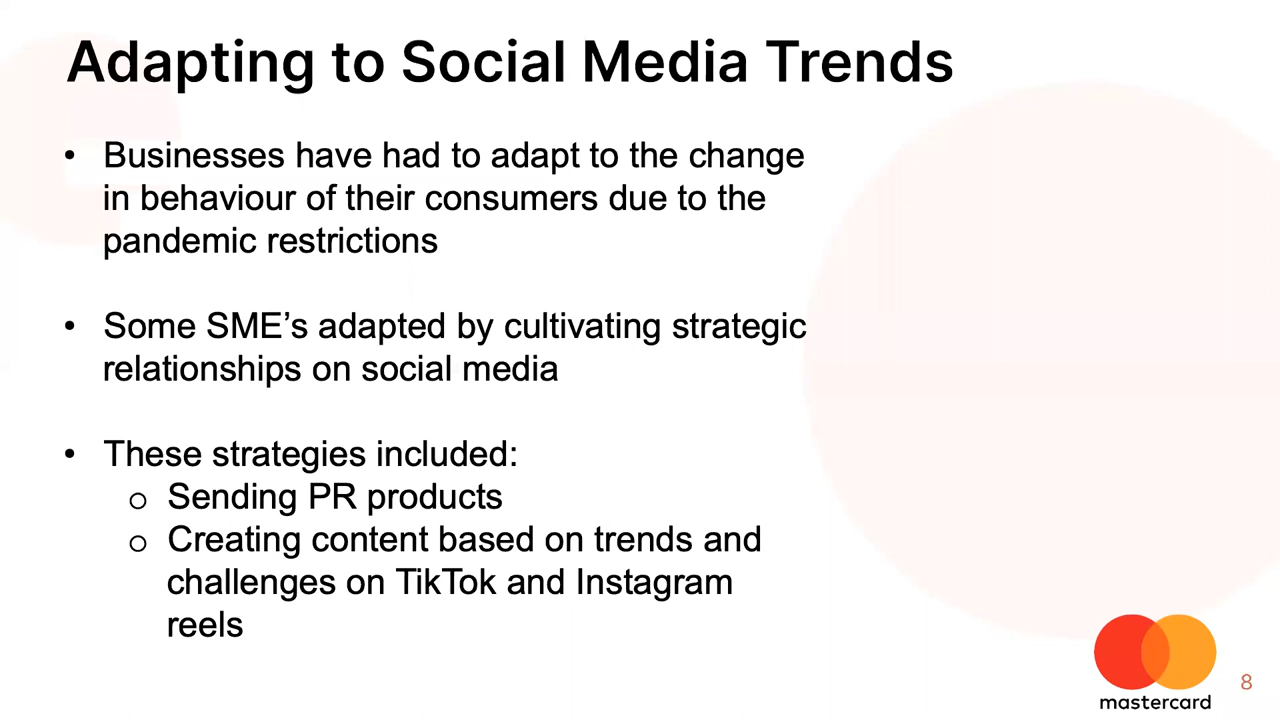 Adapting to Social Media Trends
• Businesses have had to adapt to the change
in behaviour of their consumers due to the
pandemic restrictions
• Some SME’s adapted by cultivating strategic
relationships on social media
• These strategies included:
o Sending PR products
o Creating content based on trends and
challenges on TikTok and Instagram
reels
mastercard
8